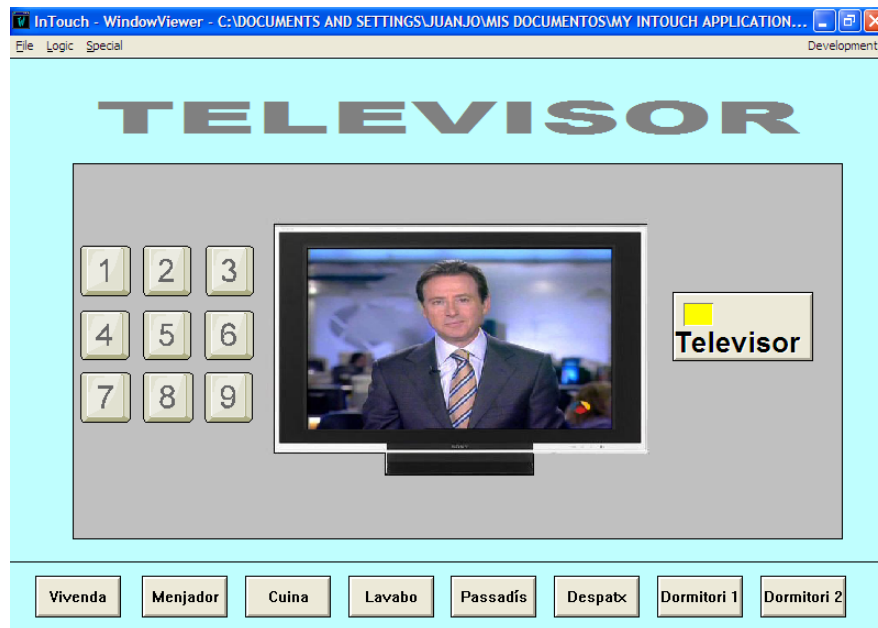 InTouch - WindowViewer - C:\DOCUMENTS AND SETTINGS\JUANJO\MIS DOCUMENTOS\MY INTOUCH APPLICATION...
File Logic Special Development
TELEVISOR
1 2 3
4 5 6
7 8 9
SONY
Televisor
Vivenda Menjador Cuina Lavabo Passadís Despatx Dormitori 1 Dormitori 2